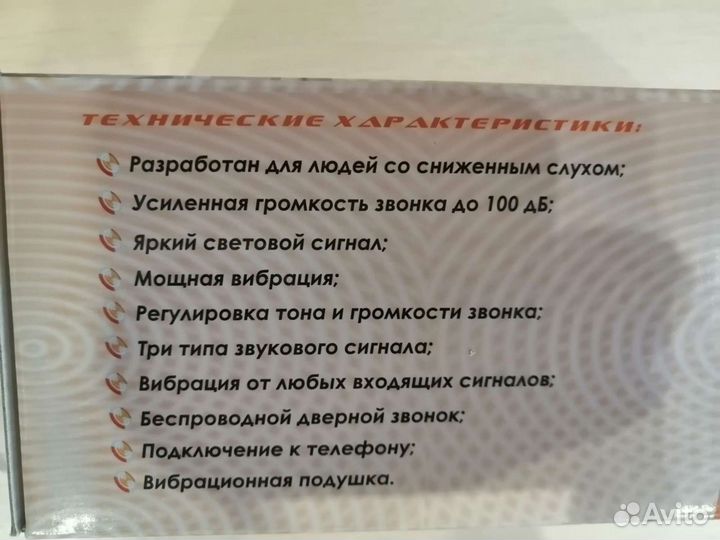 ТЕХНИЧЕСКИЕ ХАРАКТЕРИСТИКИ:
Разработан для людей со сниженным слухом;
Усиленная громкость звонка до 100 дБ;
Яркий световой сигнал;
Мощная вибрация;
Регулировка тона и громкости звонка;
Три типа звукового сигнала;
Вибрация от любых входящих сигналов;
Беспроводной дверной звонок;
Подключение к телефону;
Вибрационная подушка.
Avito